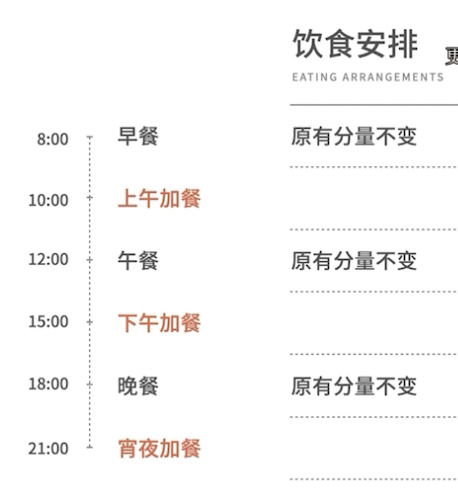 饮食安排
EATING ARRANGEMENTS
8:00 早餐 原有分量不变
10:00 上午加餐
12:00 午餐 原有分量不变
15:00 下午加餐
18:00 晚餐 原有分量不变
21:00 宵夜加餐